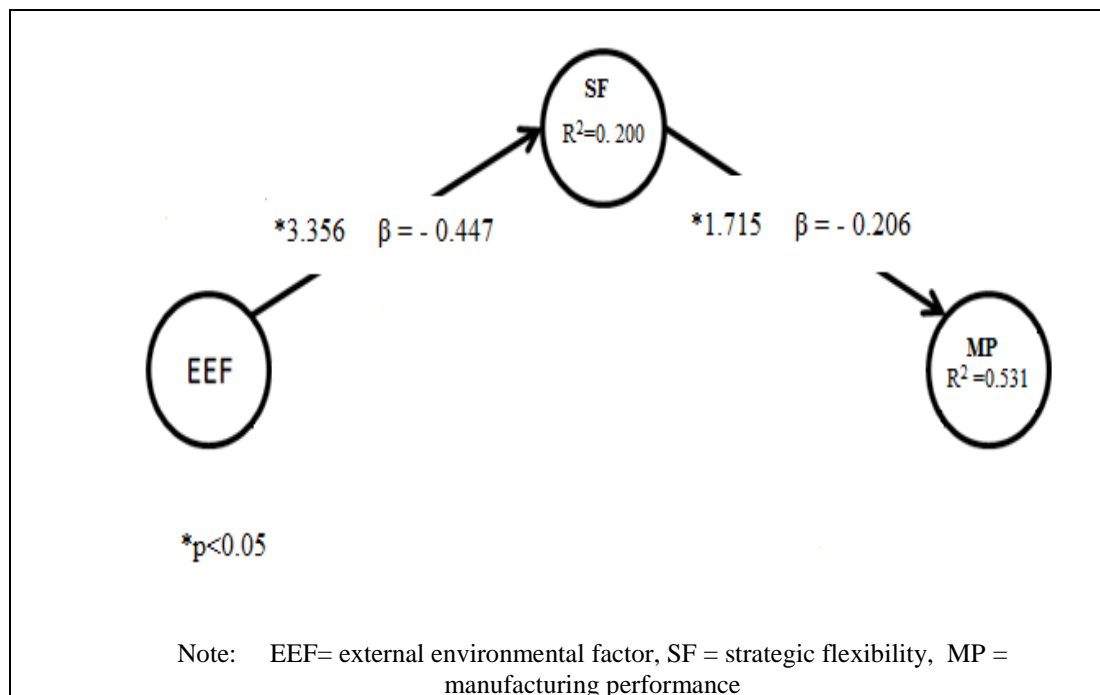 SF
R²=0. 200
*3.356 β = - 0.447
*1.715 β = - 0.206
EEF
MP
R² =0.531
*p<0.05
Note: EEF= external environmental factor, SF = strategic flexibility, MP =
manufacturing performance